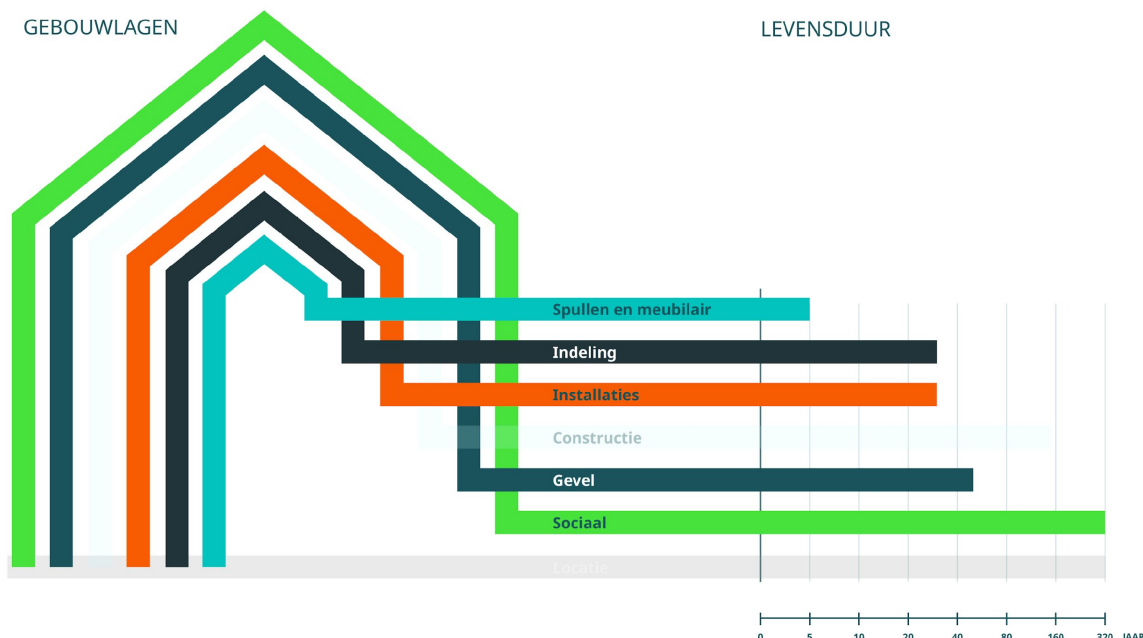 GEBOUWLAGEN
LEVENSDUUR
Spullen en meubilair
Indeling
Installaties
Constructie
Gevel
Sociaal
Locatie
0 5 10 20 40 80 160 320 JAAR